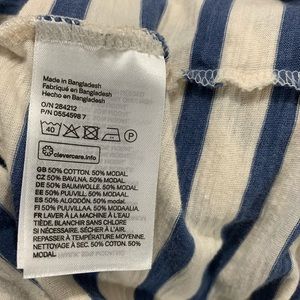 Made in Bangladesh
Fabriqué en Bangladesh
Hecho en Bangladesh
O/N 284212
P/N 0554598 7
40
P
clevercare.info
GB 50% COTTON. 50% MODAL.
CZ 50% BAVLNA. 50% MODAL.
DE 50% BAUMWOLLE. 50% MODAL.
EE 50% PUUVILL. 50% MODAAL.
ES 50% ALGODÓN. 50% MODAL.
FI 50% PUUVILLAA. 50% MODAALIA.
FR LAVER À LA MACHINE À L'EAU
TIÈDE. BLANCHIR SANS CHLORE
SI NÉCESSAIRE. SÉCHER À L'AIR.
REPASSER À TEMPÉRATURE MOYENNE.
NETTOYAGE À SEC. 50% COTON. 50%
MODAL.